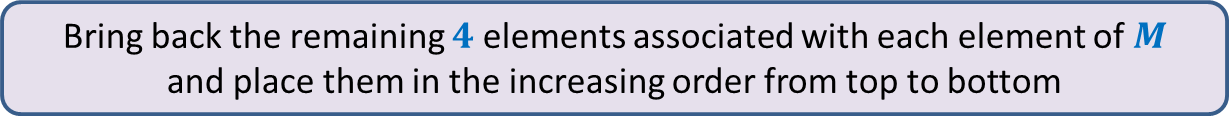 Bring back the remaining 4 elements associated with each element of M
and place them in the increasing order from top to bottom